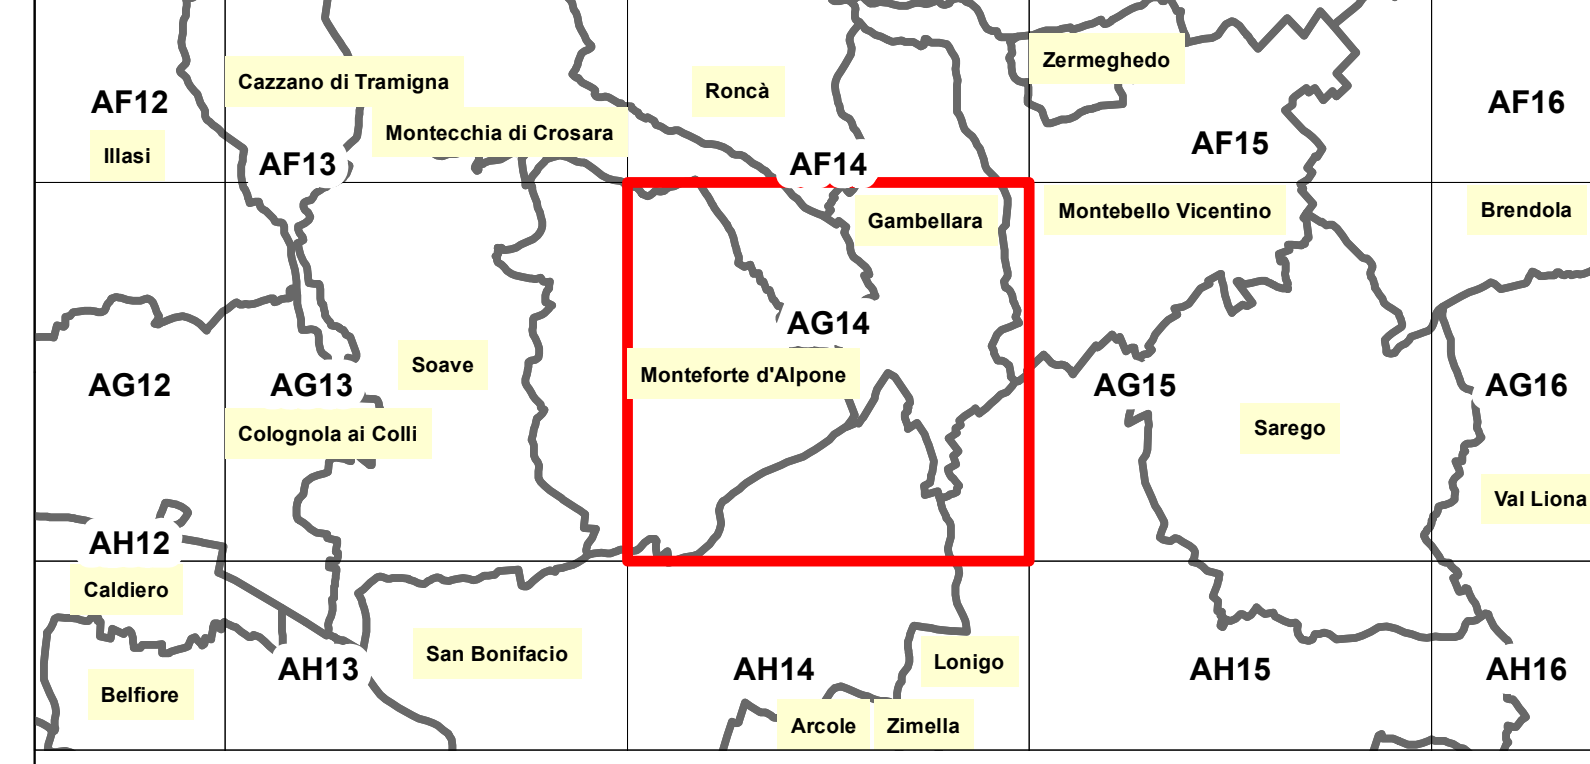 Zermeghedo
Cazzano di Tramigna
Roncà
AF12
AF16
Montecchia di Crosara
AF15
Illasi
AF13
AF14
Gambellara
Montebello Vicentino
Brendola
AG14
Soave
Monteforte d'Alpone
AG12
AG13
AG15
AG16
Colognola ai Colli
Sarego
Val Liona
AH12
Caldiero
San Bonifacio
Lonigo
AH13
AH14
AH15
AH16
Belfiore
Arcole
Zimella